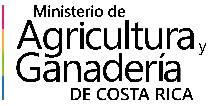 Ministerio de
Agricultura y
Ganadería
DE COSTA RICA